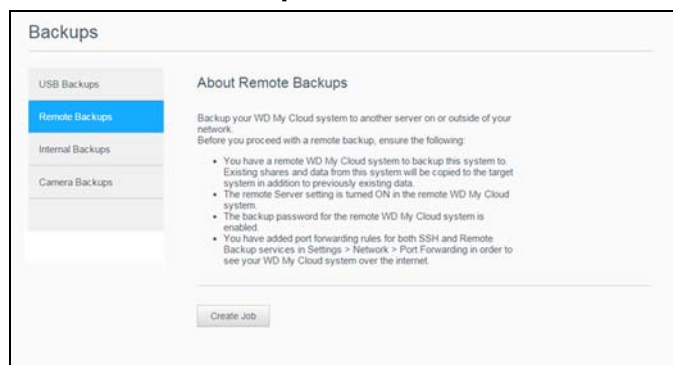 Backups
USB Backups
Remote Backups
Internal Backups
Camera Backups
About Remote Backups
Backup your WD My Cloud system to another server on or outside of your
network.
Before you proceed with a remote backup, ensure the following:
• You have a remote WD My Cloud system to backup this system to.
Existing shares and data from this system will be copied to the target
system in addition to previously existing data.
• The remote Server setting is turned ON in the remote WD My Cloud
system.
• The backup password for the remote WD My Cloud system is
enabled.
• You have added port forwarding rules for both SSH and Remote
Backup services in Settings > Network > Port Forwarding in order to
see your WD My Cloud system over the internet.
Create Job